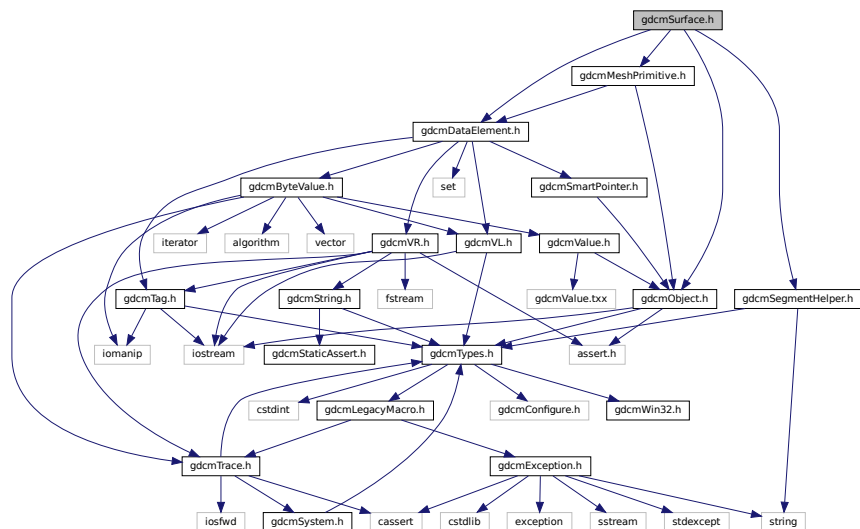 gdcmSurface.h
gdcmMeshPrimitive.h
gdcmDataElement.h
gdcmByteValue.h
set
gdcmSmartPointer.h
iterator
algorithm
vector
gdcmVR.h
gdcmVL.h
gdcmValue.h
gdcmTag.h
gdcmString.h
fstream
gdcmValue.txx
gdcmObject.h
gdcmSegmentHelper.h
iomanip
iostream
gdcmStaticAssert.h
gdcmTypes.h
assert.h
cstdint
gdcmLegacyMacro.h
gdcmConfigure.h
gdcmWin32.h
gdcmTrace.h
gdcmException.h
iosfwd
gdcmSystem.h
cassert
cstdlib
exception
sstream
stdexcept
string